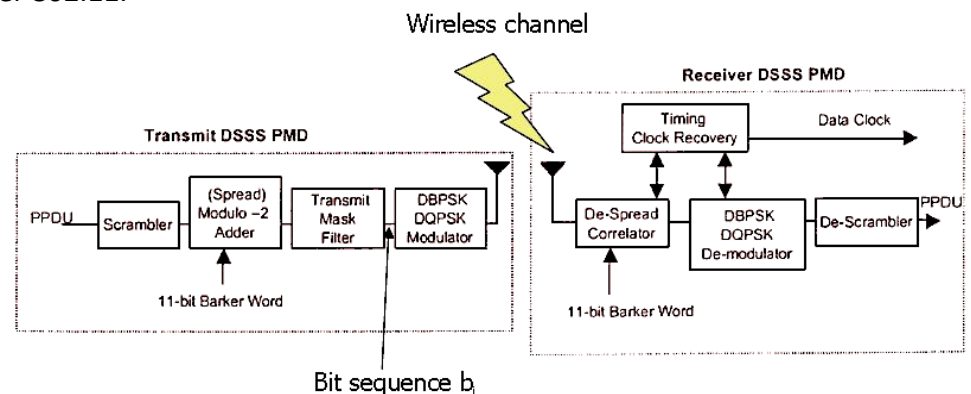 Wireless channel
Receiver DSSS PMD
Transmit DSSS PMD
Timing
Clock Recovery
Data Clock
PPDU
Scrambler
(Spread)
Modulo –2
Adder
Transmit
Mask
Filter
DBPSK
DQPSK
Modulator
De-Spread
Correlator
DBPSK
DQPSK
De-modulator
De-Scrambler
PPDU
11-bit Barker Word
11-bit Barker Word
Bit sequence bi